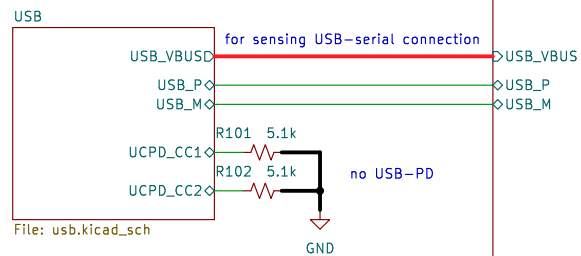 USB
for sensing USB-serial connection
USB_VBUS USB_VBUS
USB_P USB_P
USB_M USB_M
R101 5.1k
UCPD_CC1
R102 5.1k
no USB-PD
UCPD_CC2
File: usb.kicad_sch
GND